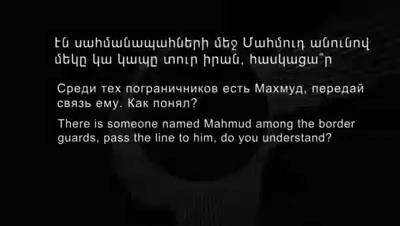 էն սահմանապահների մեջ Մահմուդ անունով
մեկը կա կապը տուր իրան, հասկացա՞ր
Среди тех пограничников есть Махмуд, передай
связь ему. Как понял?
There is someone named Mahmud among the border
guards, pass the line to him, do you understand?